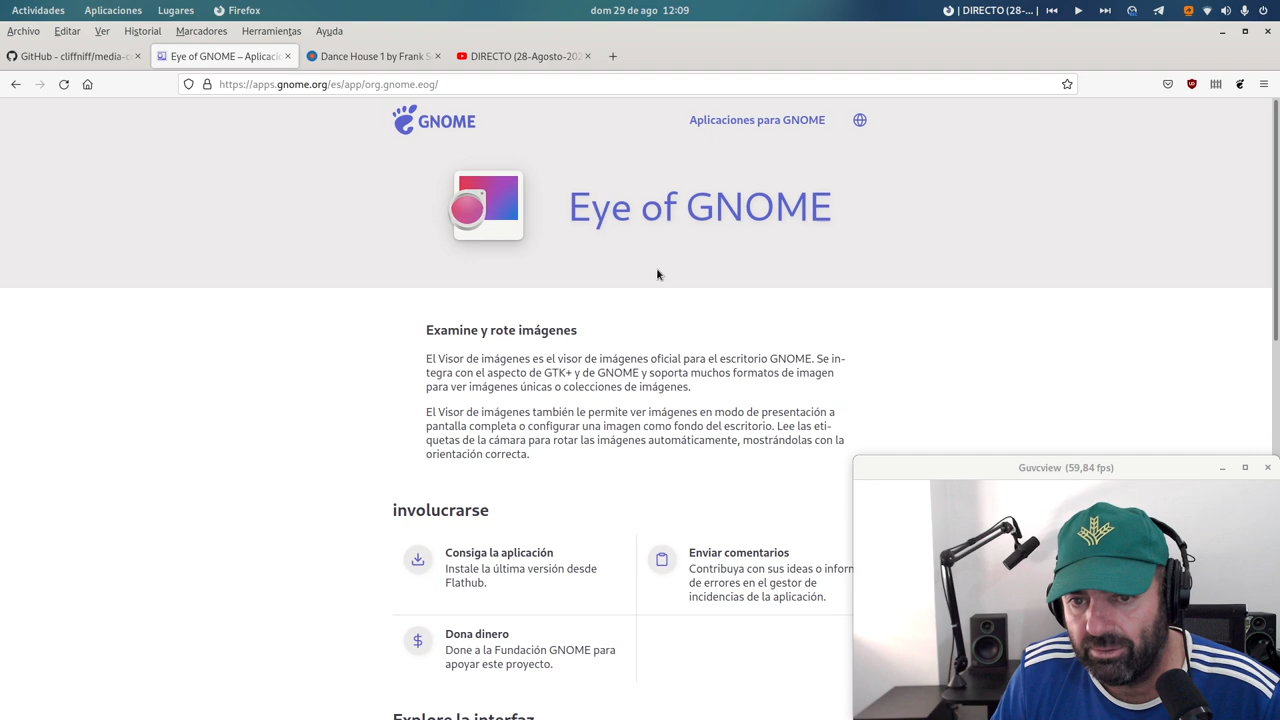 Actividades Aplicaciones Lugares Firefox dom 29 de ago 12:09 | DIRECTO (28-...
Archivo Editar Ver Historial Marcadores Herramientas Ayuda
GitHub - cliffniff/media-c Eye of GNOME – Aplicacio Dance House 1 by Frank S DIRECTO (28-Agosto-202
https://apps.gnome.org/es/app/org.gnome.eog/
GNOME Aplicaciones para GNOME
Eye of GNOME
Examine y rote imágenes
El Visor de imágenes es el visor de imágenes oficial para el escritorio GNOME. Se in-
tegra con el aspecto de GTK+ y de GNOME y soporta muchos formatos de imagen
para ver imágenes únicas o colecciones de imágenes.
El Visor de imágenes también le permite ver imágenes en modo de presentación a
pantalla completa o configurar una imagen como fondo del escritorio. Lee las eti-
quetas de la cámara para rotar las imágenes automáticamente, mostrándolas con la
orientación correcta.
Guvcview (59,84 fps)
involucrarse
Consiga la aplicación
Instale la última versión desde
Flathub.
Enviar comentarios
Contribuya con sus ideas o inform
de errores en el gestor de
incidencias de la aplicación.
Dona dinero
Done a la Fundación GNOME para
apoyar este proyecto.
Explore la interfaz